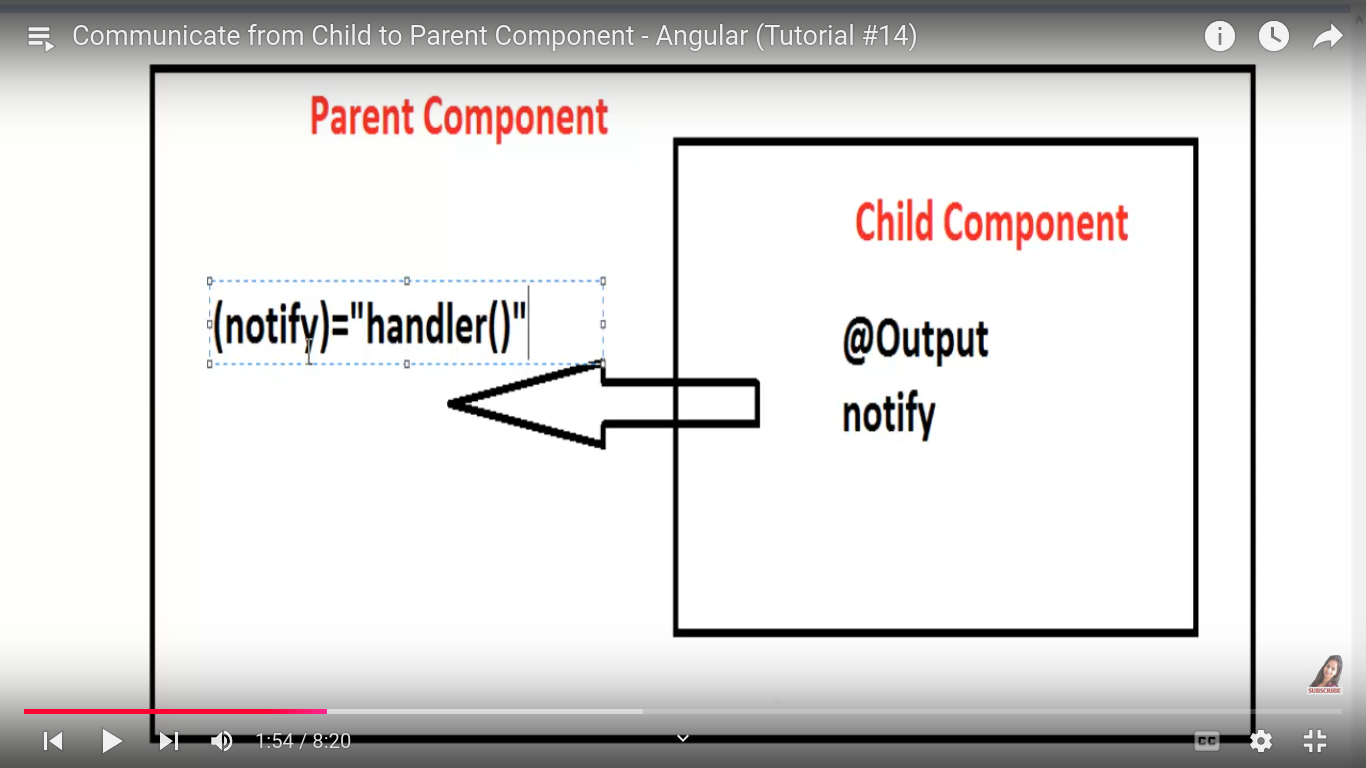 Communicate from Child to Parent Component - Angular (Tutorial #14)
Parent Component
Child Component
(notify)="handler()"
@Output
notify
SUBSCRIBE
1:54 / 8:20
CC